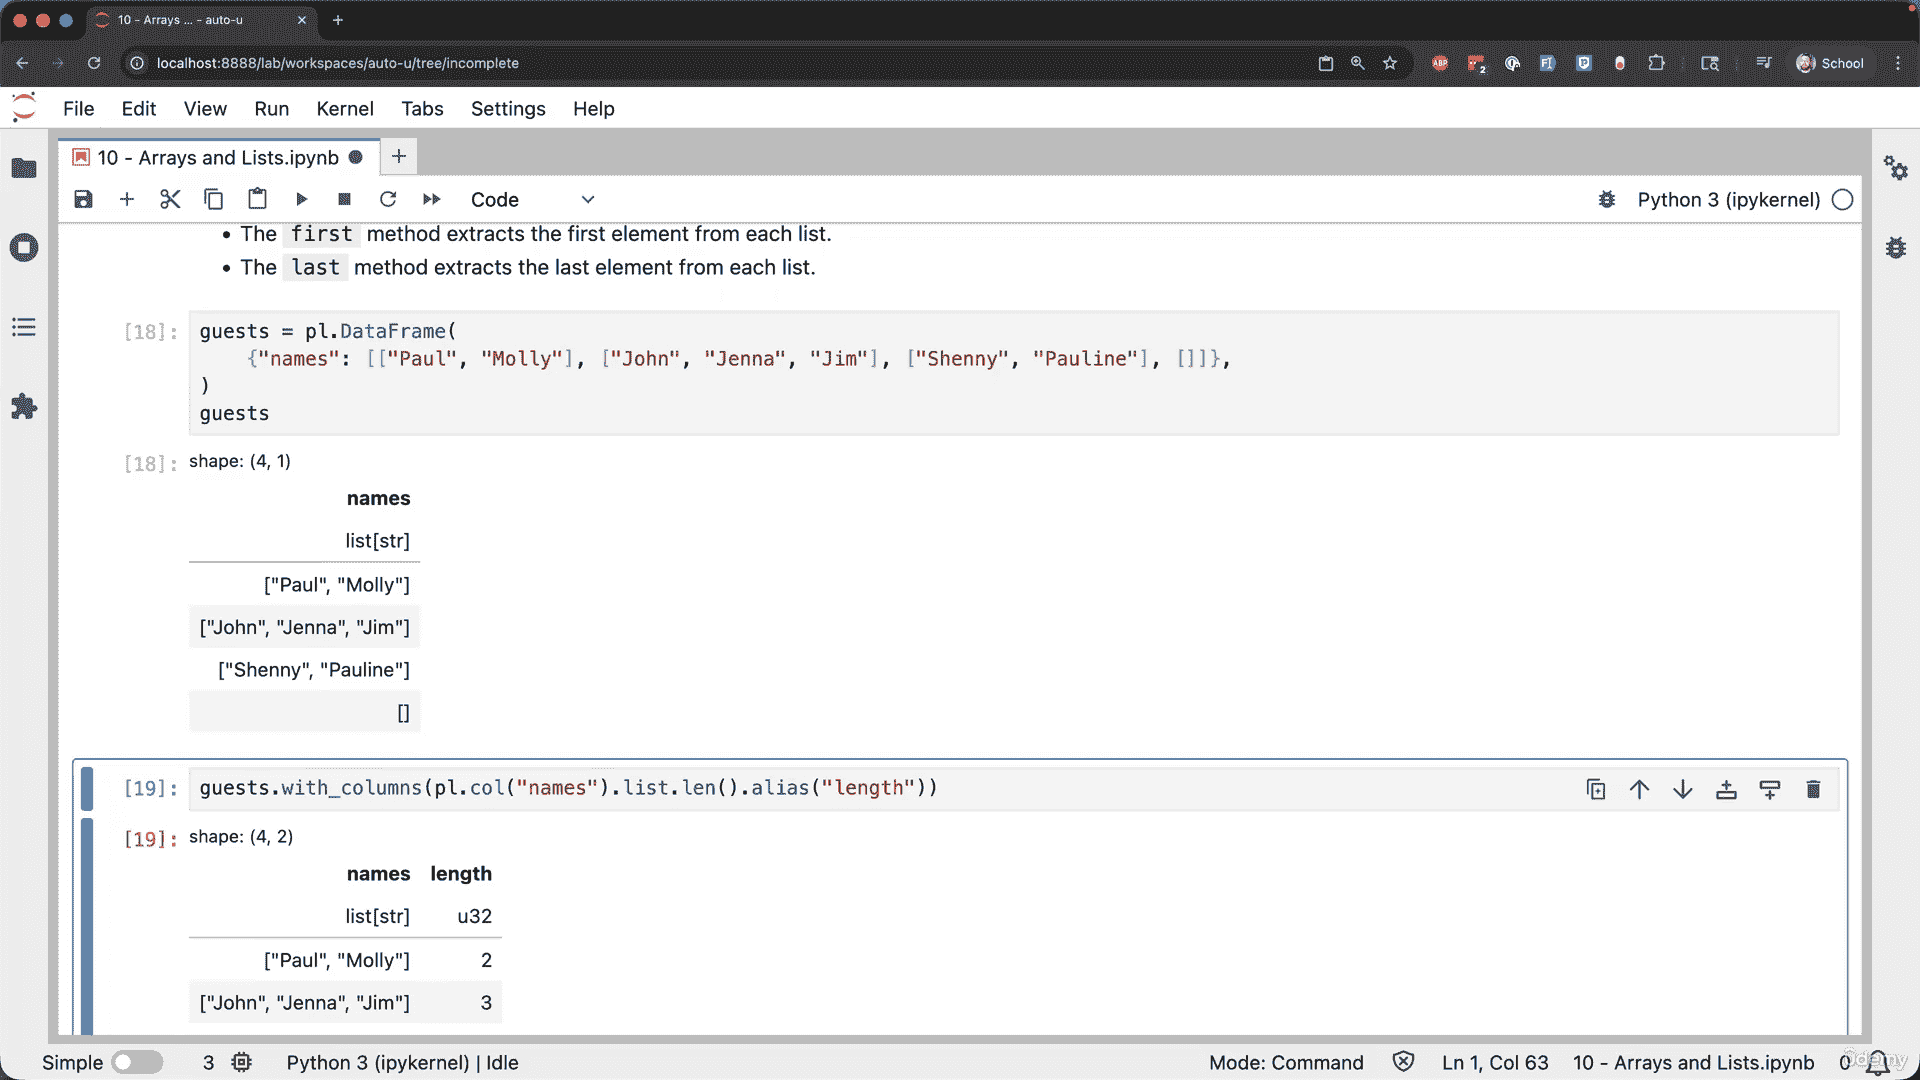 10 - Arrays ... - auto-u
localhost:8888/lab/workspaces/auto-u/tree/incomplete
ABP
2
School
File Edit View Run Kernel Tabs Settings Help
10 - Arrays and Lists.ipynb
Code
Python 3 (ipykernel)
• The first method extracts the first element from each list.
• The last method extracts the last element from each list.
[18]: guests = pl.DataFrame(
{"names": [["Paul", "Molly"], ["John", "Jenna", "Jim"], ["Shenny", "Pauline"], []]},
)
guests
[18]: shape: (4, 1)
names
list[str]
["Paul", "Molly"]
["John", "Jenna", "Jim"]
["Shenny", "Pauline"]
[]
[19]: guests.with_columns(pl.col("names").list.len().alias("length"))
[19]: shape: (4, 2)
names length
list[str] u32
["Paul", "Molly"] 2
["John", "Jenna", "Jim"] 3
Simple 3 Python 3 (ipykernel) | Idle Mode: Command Ln 1, Col 63 10 - Arrays and Lists.ipynb 0
udemy